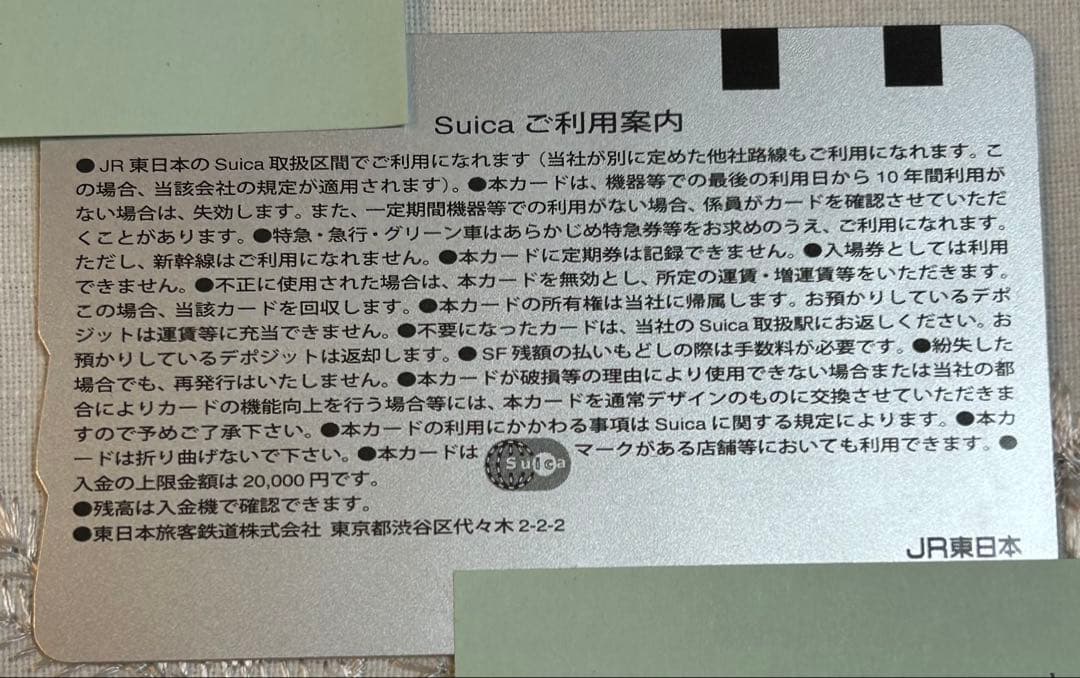 Suica ご利用案内
●JR東日本のSuica取扱区間でご利用になれます（当社が別に定めた他社路線もご利用になれます。こ
の場合、当該会社の規定が適用されます）。●本カードは、機器等での最後の利用日から10年間利用が
ない場合は、失効します。また、一定期間機器等での利用がない場合、係員がカードを確認させていただ
くことがあります。●特急・急行・グリーン車はあらかじめ特急券等をお求めのうえ、ご利用になれます。
ただし、新幹線はご利用になれません。●本カードに定期券は記録できません。●入場券としては利用
できません。●不正に使用された場合は、本カードを無効とし、所定の運賃・増運賃等をいただきます。
この場合、当該カードを回収します。●本カードの所有権は当社に帰属します。お預かりしているデポ
ジットは運賃等に充当できません。●不要になったカードは、当社のSuica取扱駅にお返しください。お
預かりしているデポジットは返却します。●SF残額の払いもどしの際は手数料が必要です。●紛失した
場合でも、再発行はいたしません。●本カードが破損等の理由により使用できない場合または当社の都
合によりカードの機能向上を行う場合等には、本カードを通常デザインのものに交換させていただきま
すので予めご了承下さい。●本カードの利用にかかわる事項はSuicaに関する規定によります。●本カ
ードは折り曲げないで下さい。●本カードは Suica マークがある店舗等においても利用できます。●
入金の上限金額は20,000円です。
●残高は入金機で確認できます。
●東日本旅客鉄道株式会社 東京都渋谷区代々木2-2-2
JR東日本